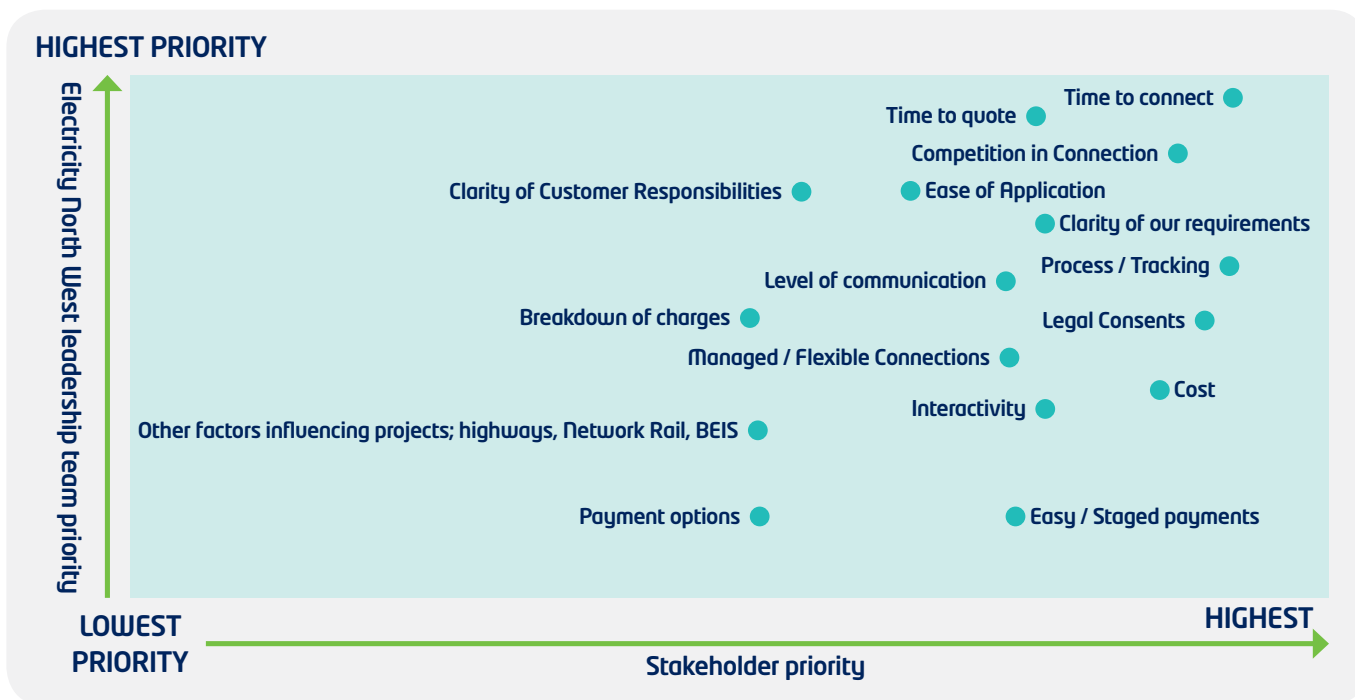 HIGHEST PRIORITY
Electricity North West leadership team priority
Time to connect
Time to quote
Competition in Connection
Clarity of Customer Responsibilities
Ease of Application
Clarity of our requirements
Process / Tracking
Level of communication
Breakdown of charges
Legal Consents
Managed / Flexible Connections
Cost
Interactivity
Other factors influencing projects; highways, Network Rail, BEIS
Payment options
Easy / Staged payments
LOWEST
PRIORITY
HIGHEST
Stakeholder priority